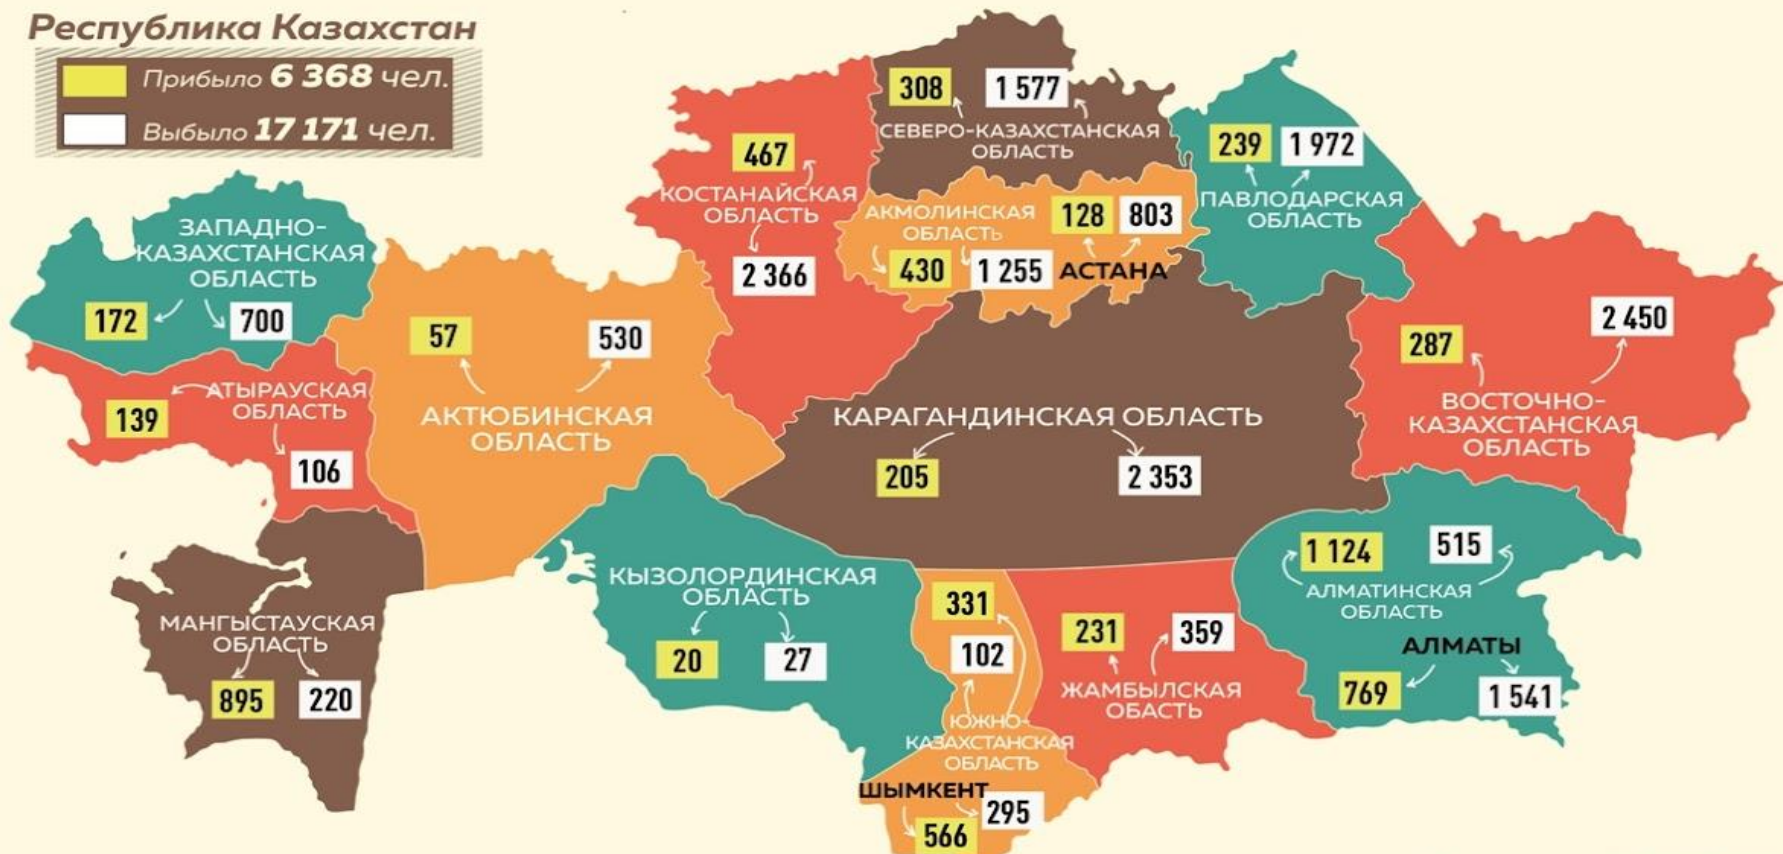 Республика Казахстан
Прибыло 6 368 чел.
Выбыло 17 171 чел.
308
1 577
СЕВЕРО-КАЗАХСТАНСКАЯ
ОБЛАСТЬ
467
КОСТАНАЙСКАЯ
ОБЛАСТЬ
2 366
239
1 972
ПАВЛОДАРСКАЯ
ОБЛАСТЬ
АКМОЛИНСКАЯ
ОБЛАСТЬ
430
1 255
128
803
АСТАНА
ЗАПАДНО-
КАЗАХСТАНСКАЯ
ОБЛАСТЬ
172
700
57
530
АКТЮБИНСКАЯ
ОБЛАСТЬ
АТЫРАУСКАЯ
ОБЛАСТЬ
139
106
КАРАГАНДИНСКАЯ ОБЛАСТЬ
205
2 353
287
2 450
ВОСТОЧНО-
КАЗАХСТАНСКАЯ
ОБЛАСТЬ
МАНГЫСТАУСКАЯ
ОБЛАСТЬ
895
220
КЫЗОЛОРДИНСКАЯ
ОБЛАСТЬ
20
27
331
102
ЮЖНО-
КАЗАХСТАНСКАЯ
ОБЛАСТЬ
ШЫМКЕНТ
295
566
231
359
ЖАМБЫЛСКАЯ
ОБАСТЬ
1 124
515
АЛМАТИНСКАЯ
ОБЛАСТЬ
АЛМАТЫ
769
1 541